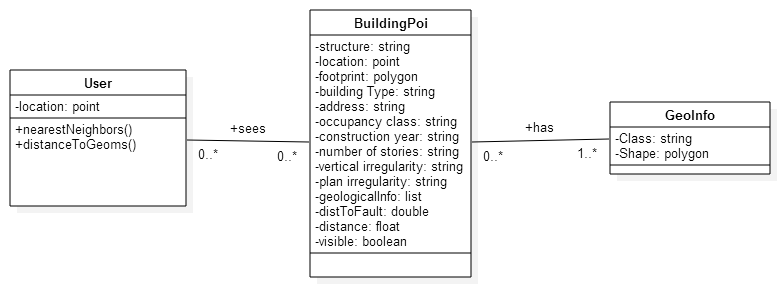 User
-location: point
+nearestNeighbors()
+distanceToGeoms()
+sees
0..*
0..*
BuildingPoi
-structure: string
-location: point
-footprint: polygon
-building Type: string
-address: string
-occupancy class: string
-construction year: string
-number of stories: string
-vertical irregularity: string
-plan irregularity: string
-geologicalInfo: list
-distToFault: double
-distance: float
-visible: boolean
+has
0..*
1..*
GeoInfo
-Class: string
-Shape: polygon